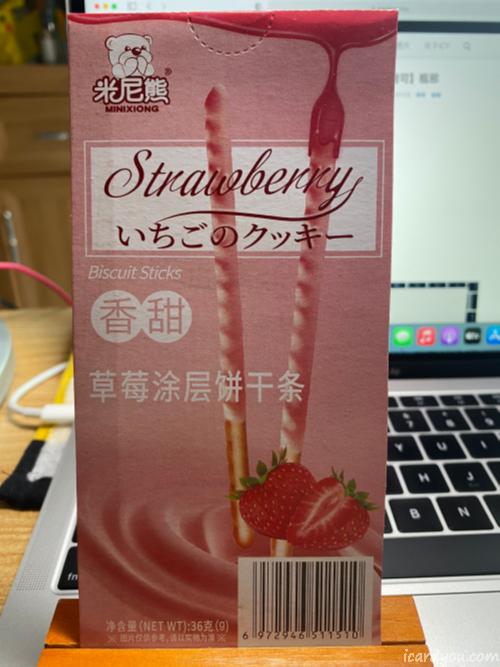 米尼熊®
MINIXIONG
Strawberry
いちごのクッキー
Biscuit Sticks
香甜
草莓涂层饼干条
净含量(NET WT):36克(g)
※ 图片仅供参考,请以实物为准 ※
6 972946 511510
fn
K L
B N
icardyou.com